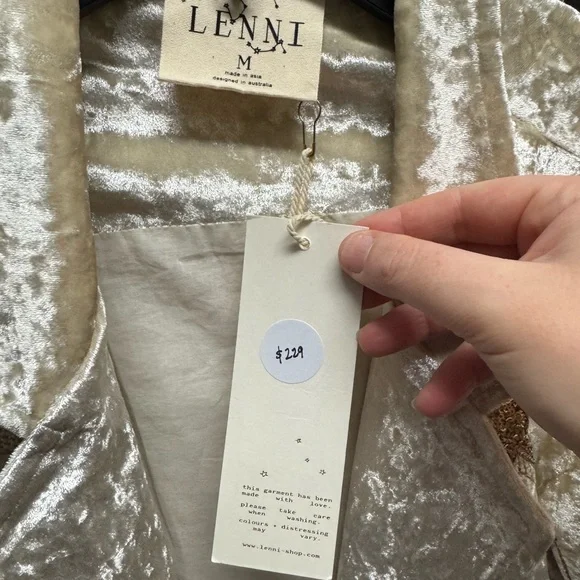 LENNI
M
made in asia
designed in australia
$229
this garment has been
made with love.
please take care
when washing.
colours + distressing
may vary.
www.lenni-shop.com